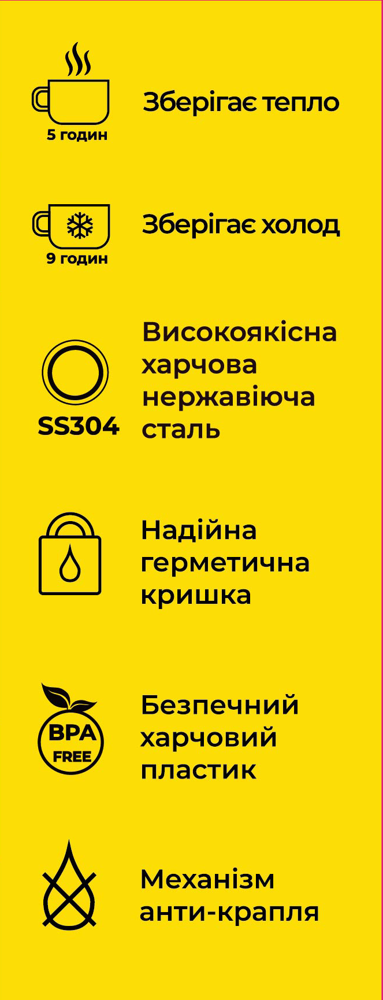 Зберігає тепло
5 годин
Зберігає холод
9 годин
Високоякісна
харчова
нержавіюча
сталь
SS304
Надійна
герметична
кришка
BPA
FREE
Безпечний
харчовий
пластик
Механізм
анти-крапля